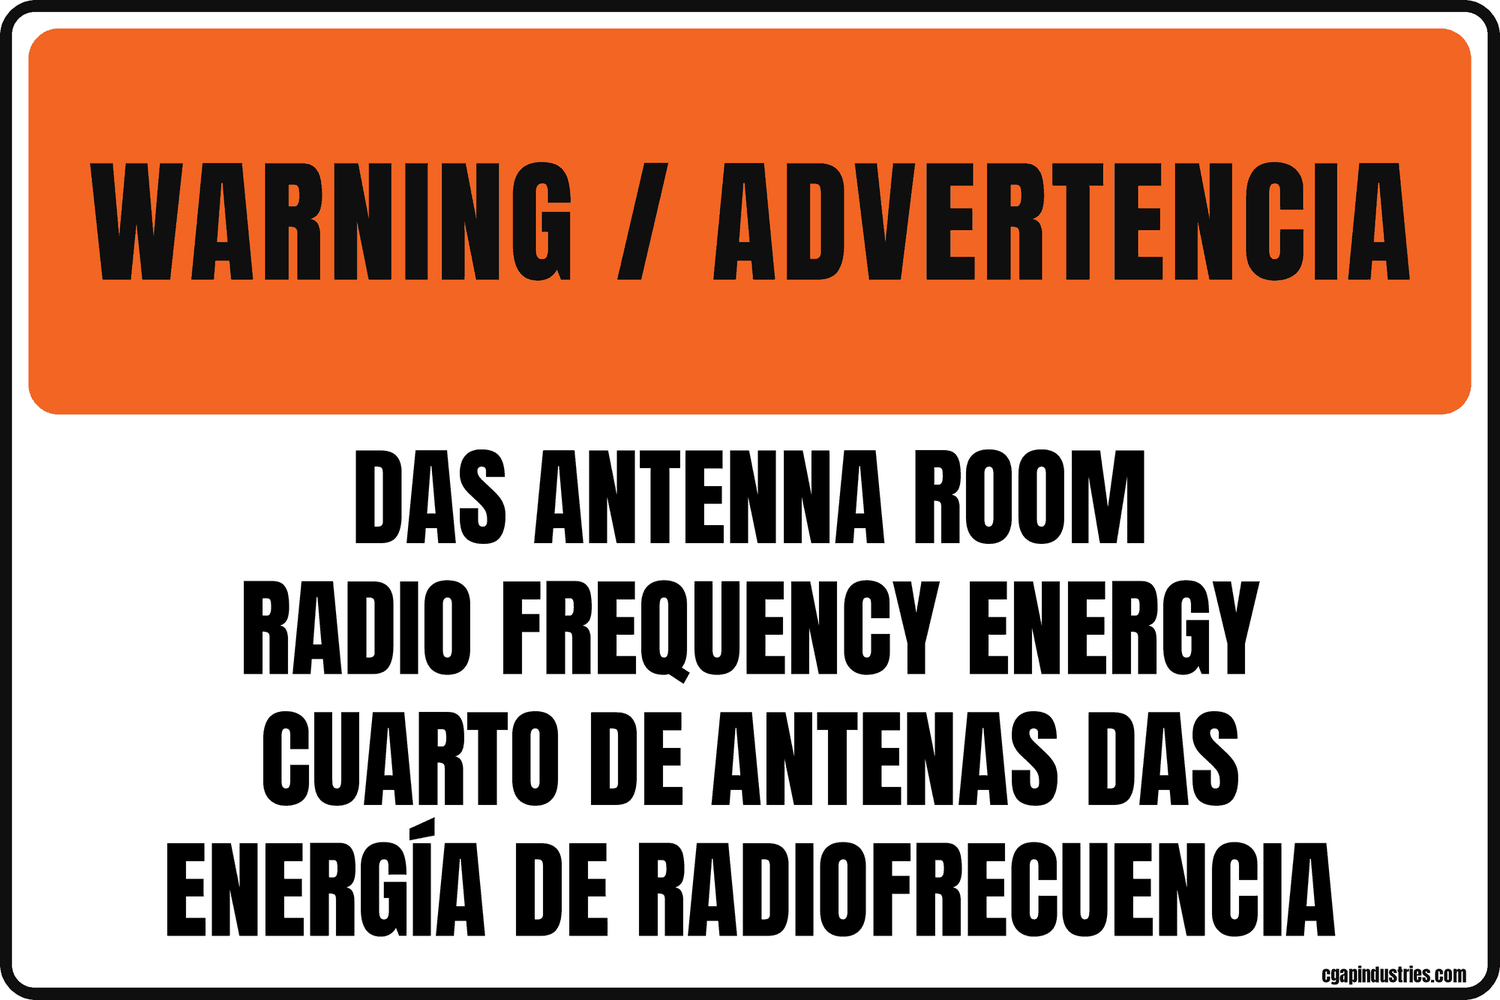 WARNING / ADVERTENCIA
DAS ANTENNA ROOM
RADIO FREQUENCY ENERGY
CUARTO DE ANTENAS DAS
ENERGÍA DE RADIOFRECUENCIA
cgapindustries.com